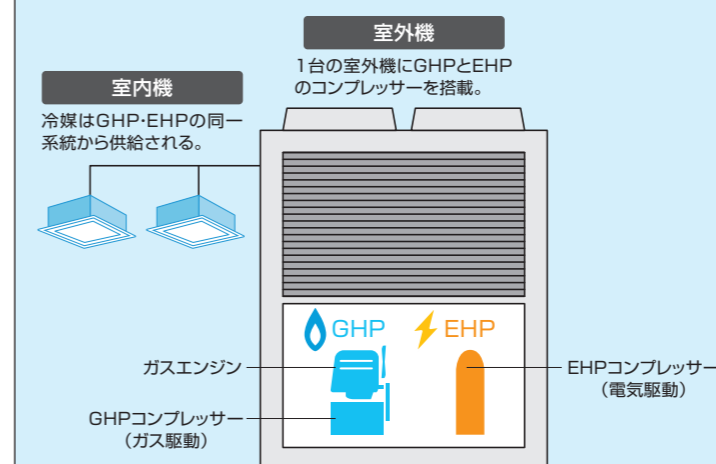 室外機
1台の室外機にGHPとEHP
のコンプレッサーを搭載。
室内機
冷媒はGHP・EHPの同一
系統から供給される。
GHP
EHP
ガスエンジン
GHPコンプレッサー
(ガス駆動)
EHPコンプレッサー
(電気駆動)